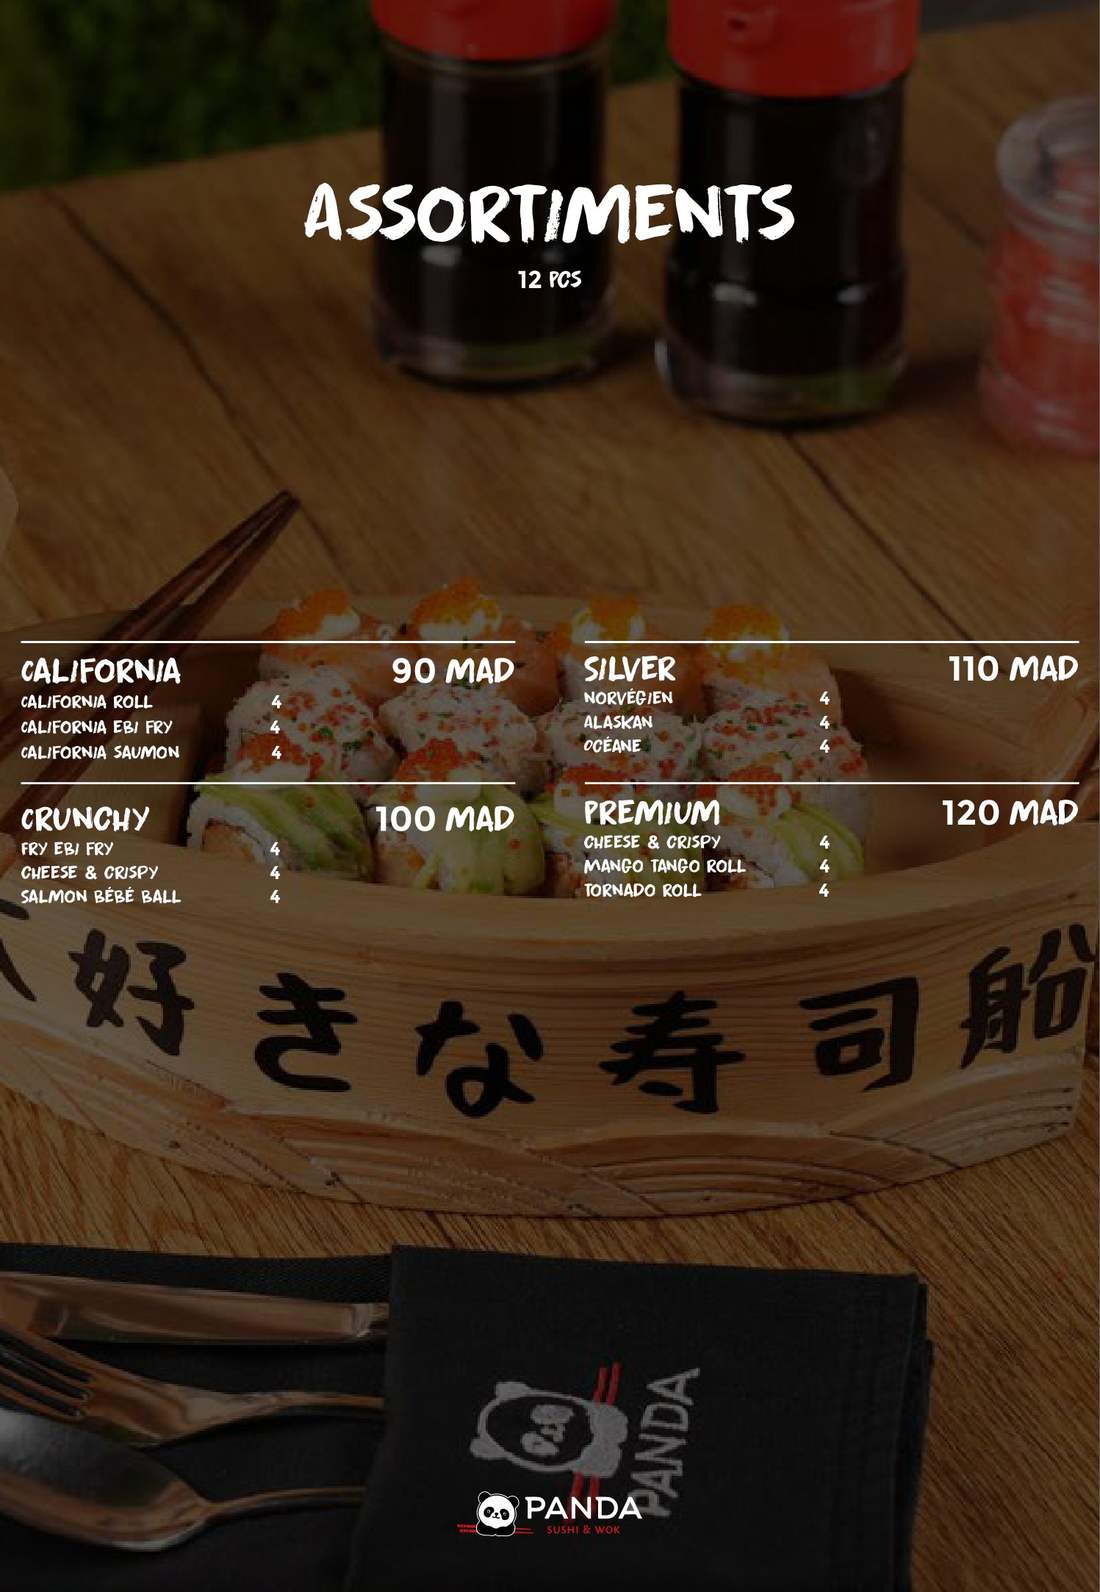 ASSORTIMENTS
12 PCS
CALIFORNIA 90 MAD
CALIFORNIA ROLL 4
CALIFORNIA EBI FRY 4
CALIFORNIA SAUMON 4
CRUNCHY 100 MAD
FRY EBI FRY 4
CHEESE & CRISPY 4
SALMON BÉBÉ BALL 4
SILVER 110 MAD
NORVÉGIEN 4
ALASKAN 4
OCÉANE 4
PREMIUM 120 MAD
CHEESE & CRISPY 4
MANGO TANGO ROLL 4
TORNADO ROLL 4
好きな寿司船
PANDA
PANDA
SUSHI & WOK